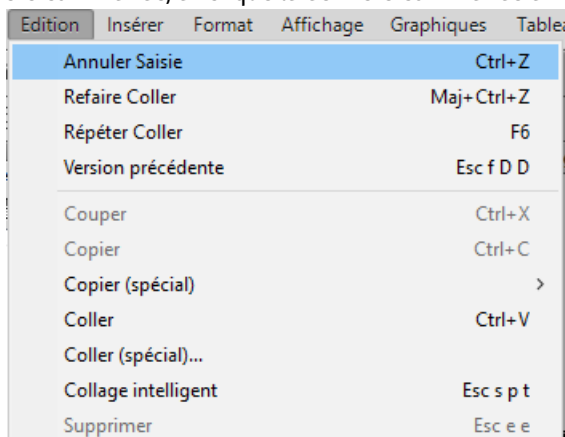 Edition Insérer Format Affichage Graphiques
Annuler Saisie Ctrl+Z
Refaire Coller Maj+Ctrl+Z
Répéter Coller F6
Version précédente Esc f D D
Couper Ctrl+X
Copier Ctrl+C
Copier (spécial) >
Coller Ctrl+V
Coller (spécial)...
Collage intelligent Esc s p t
Supprimer Esc e e